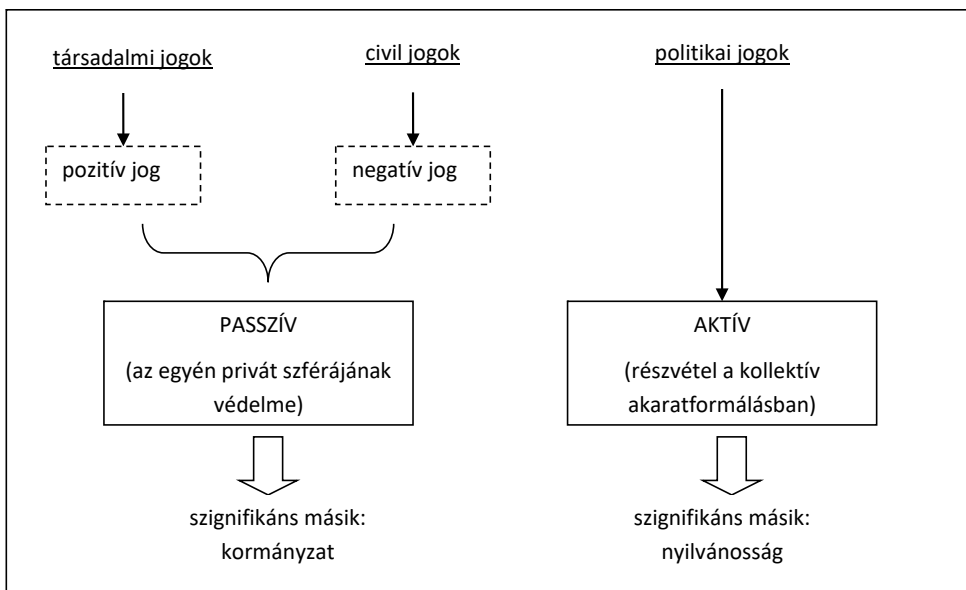 társadalmi jogok
civil jogok
politikai jogok
pozitív jog
negatív jog
PASSZÍV
(az egyén privát szférájának
védelme)
AKTÍV
(részvétel a kollektív
akaratformálásban)
szignifikáns másik:
kormányzat
szignifikáns másik:
nyilvánosság